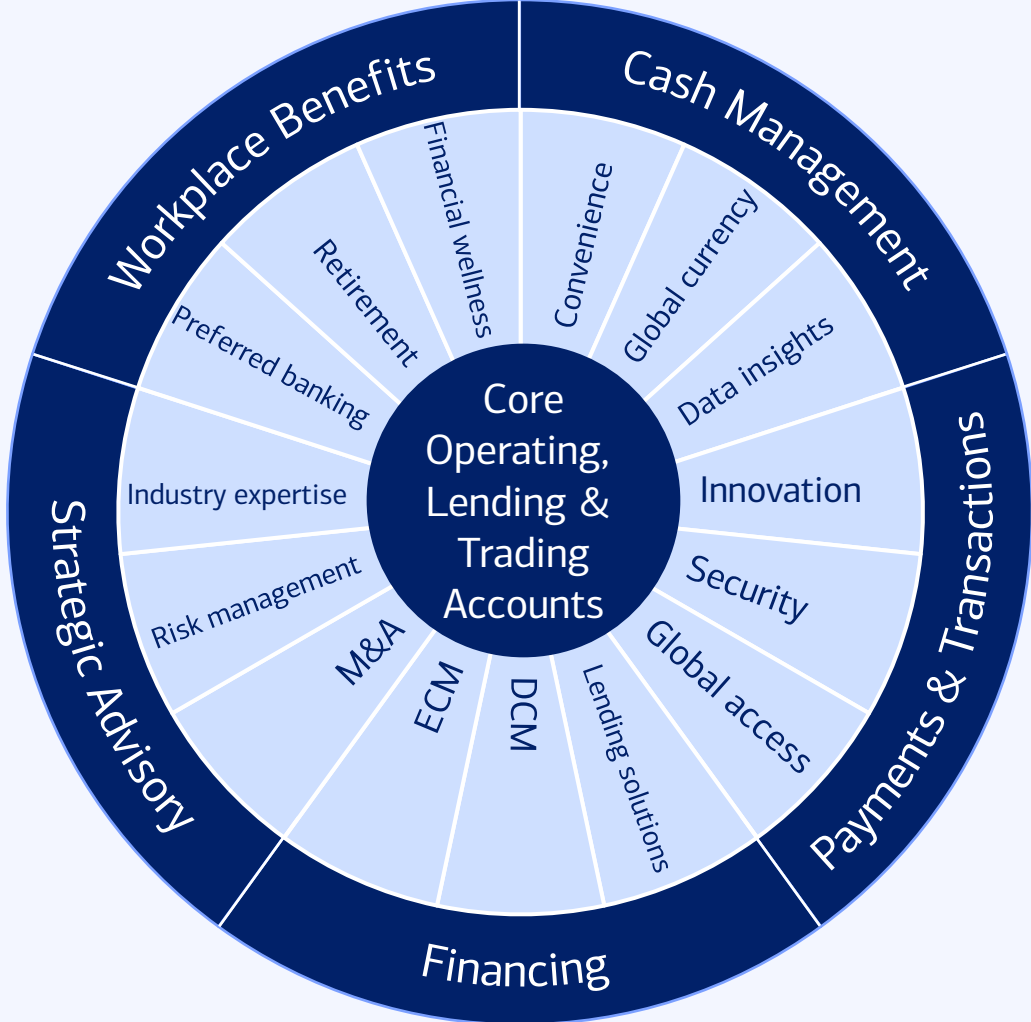 Workplace Benefits
Cash Management
Payments & Transactions
Financing
Strategic Advisory
Financial wellness
Retirement
Preferred banking
Convenience
Global currency
Data insights
Innovation
Security
Global access
Lending solutions
DCM
ECM
M&A
Risk management
Industry expertise
Core
Operating,
Lending &
Trading
Accounts